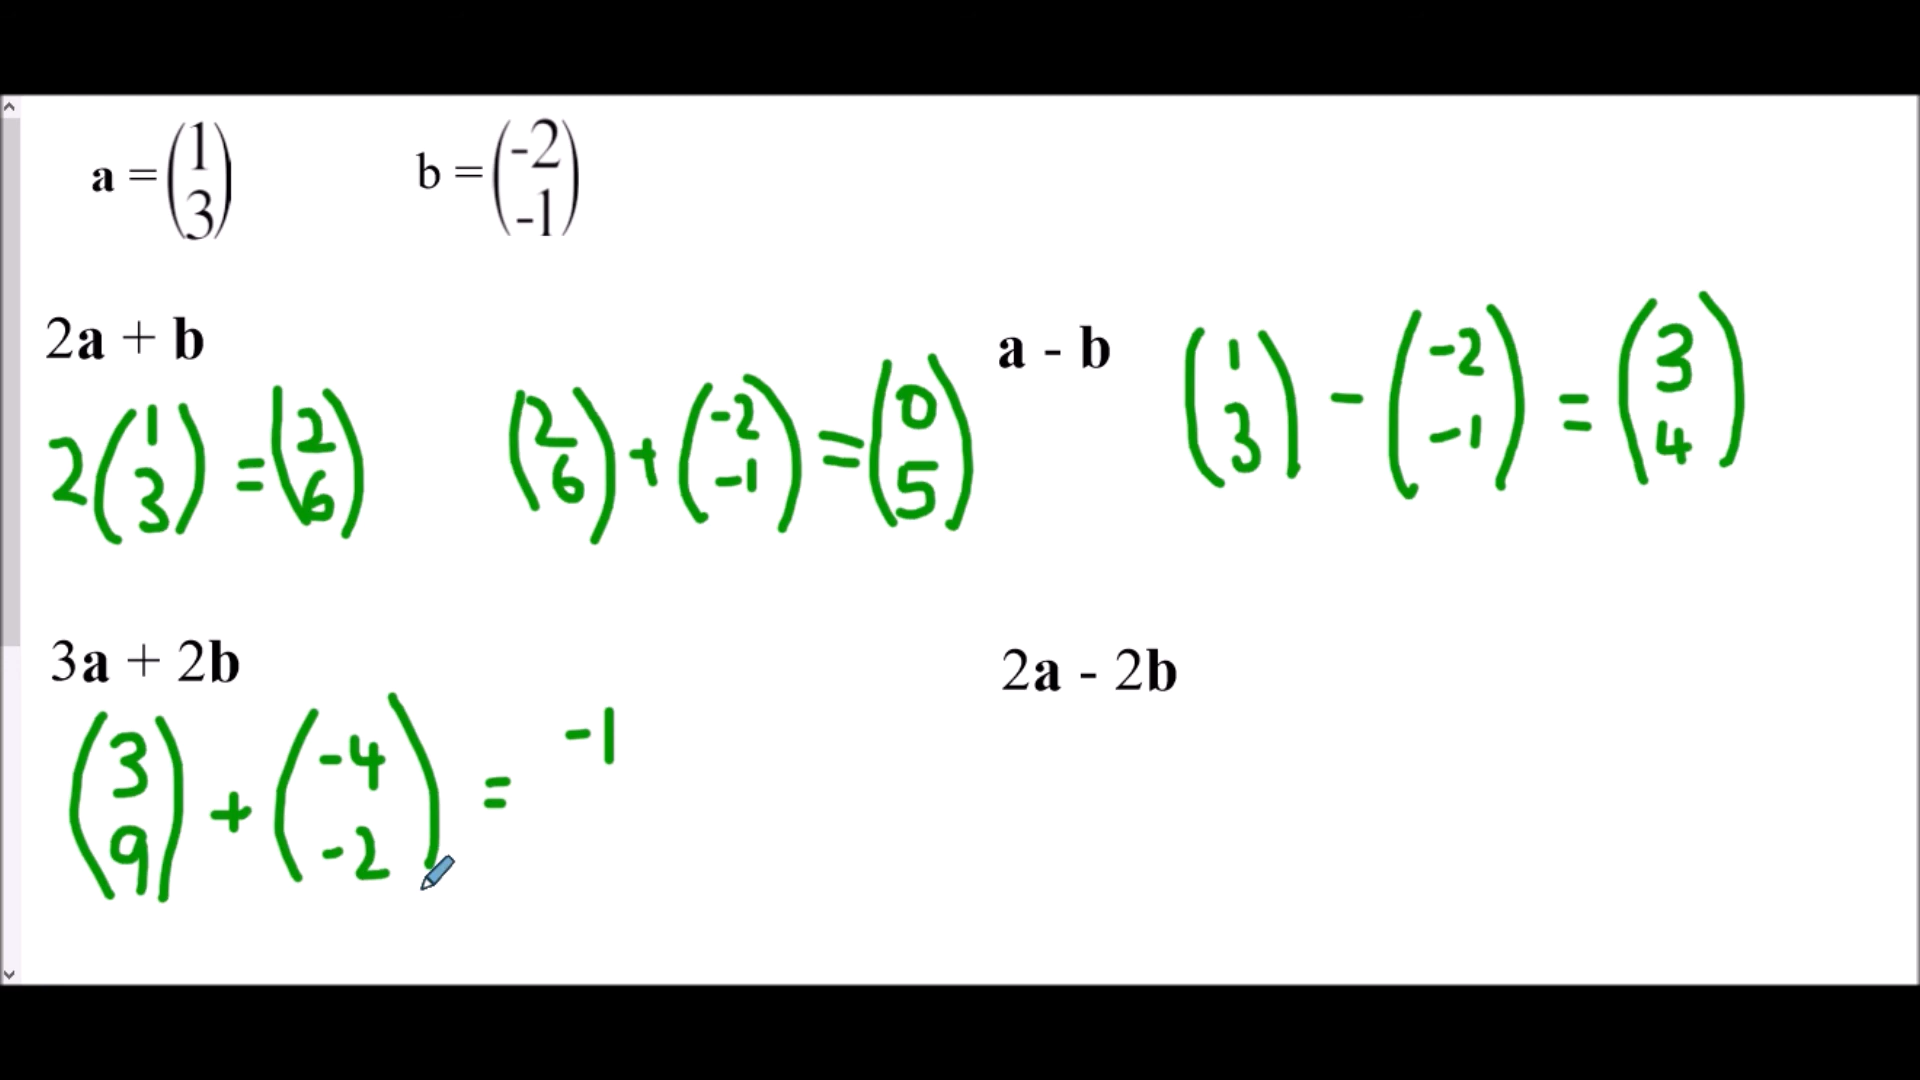 a = (1 3) b = (-2 -1)
2a + b
2(1 3) = (2 6) (2 6) + (-2 -1) = (0 5)
a - b (1 3) - (-2 -1) = (3 4)
3a + 2b
(3 9) + (-4 -2) = -1
2a - 2b